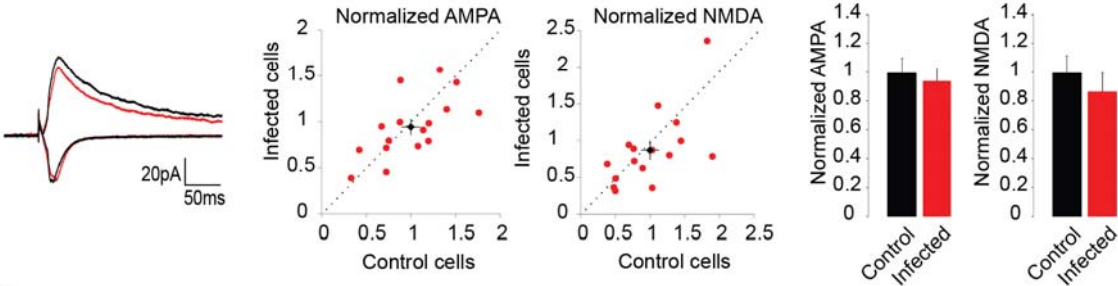 20pA
50ms
Normalized AMPA
Infected cells
2
1.5
1
0.5
0
0 0.5 1 1.5 2
Control cells
Normalized NMDA
Infected cells
2.5
1.5
1
0.5
0
0 0.5 1 1.5 2 2.5
Control cells
Normalized AMPA
1.4
1.2
1
0.8
0.6
0.4
0.2
0
Control
Infected
Normalized NMDA
1.4
1.2
1
0.8
0.6
0.4
0.2
0
Control
Infected